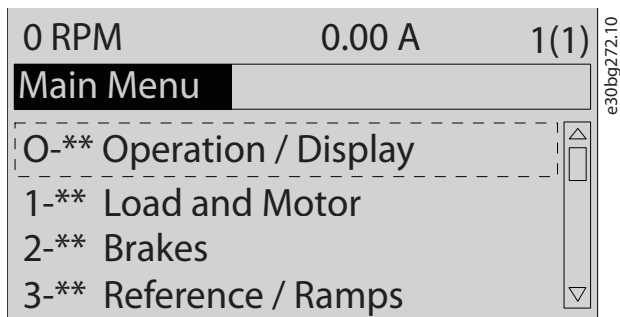 0 RPM 0.00 A 1(1)
Main Menu
O-** Operation / Display
1-** Load and Motor
2-** Brakes
3-** Reference / Ramps
e30bg272.10